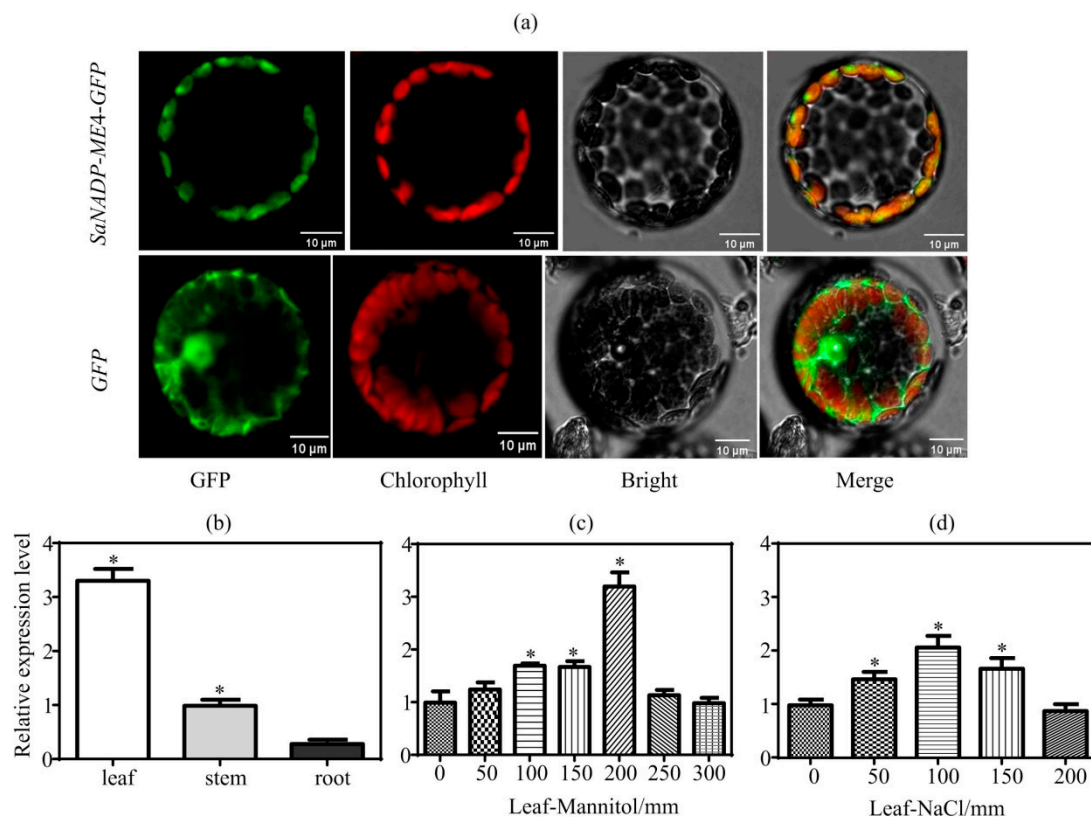 (a)
SaNADP-ME4-GFP
10 μm
10 μm
10 μm
10 μm
GFP
10 μm
10 μm
10 μm
10 μm
GFP
Chlorophyll
Bright
Merge
(b)
(c)
(d)
Relative expression level
4
3
2
1
0
*
*
leaf
stem
root
4
3
2
1
0
*
*
*
0 50 100 150 200 250 300
Leaf-Mannitol/mm
4
3
2
1
0
*
*
*
0 50 100 150 200
Leaf-NaCl/mm